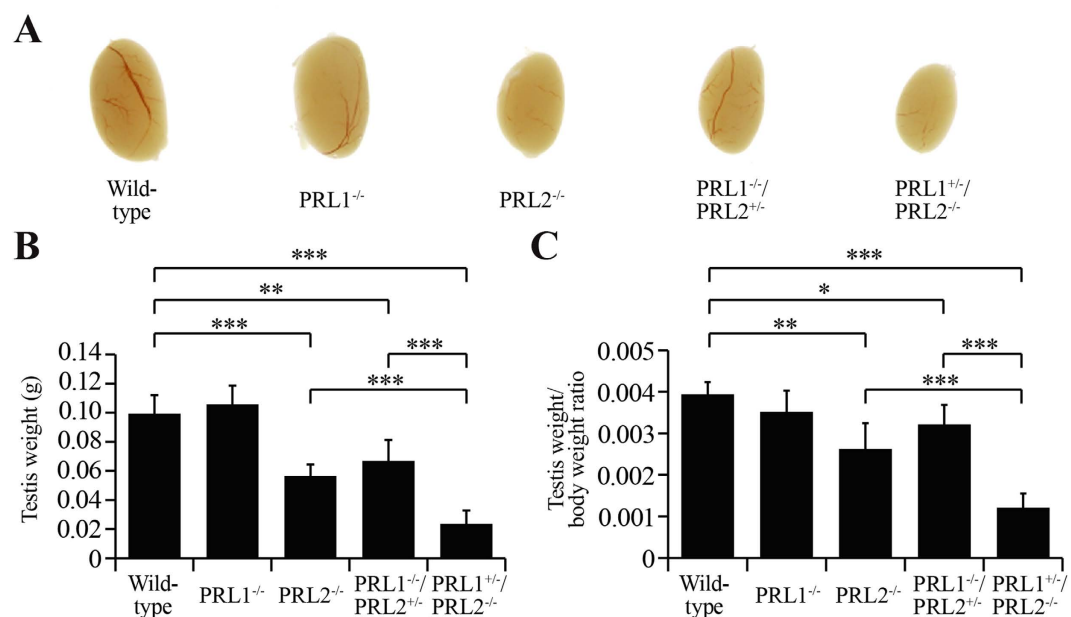 A
Wild-
type
PRL1-/-
PRL2-/-
PRL1-/-/
PRL2+/-
PRL1+/-/
PRL2-/-
B
***
**
***
***
***
Testis weight (g)
0.14
0.12
0.10
0.08
0.06
0.04
0.02
0
Wild-
type
PRL1-/-
PRL2-/-
PRL1-/-/
PRL2+/-
PRL1+/-/
PRL2-/-
C
***
*
**
***
***
Testis weight/
body weight ratio
0.005
0.004
0.003
0.002
0.001
0
Wild-
type
PRL1-/-
PRL2-/-
PRL1-/-/
PRL2+/-
PRL1+/-/
PRL2-/-